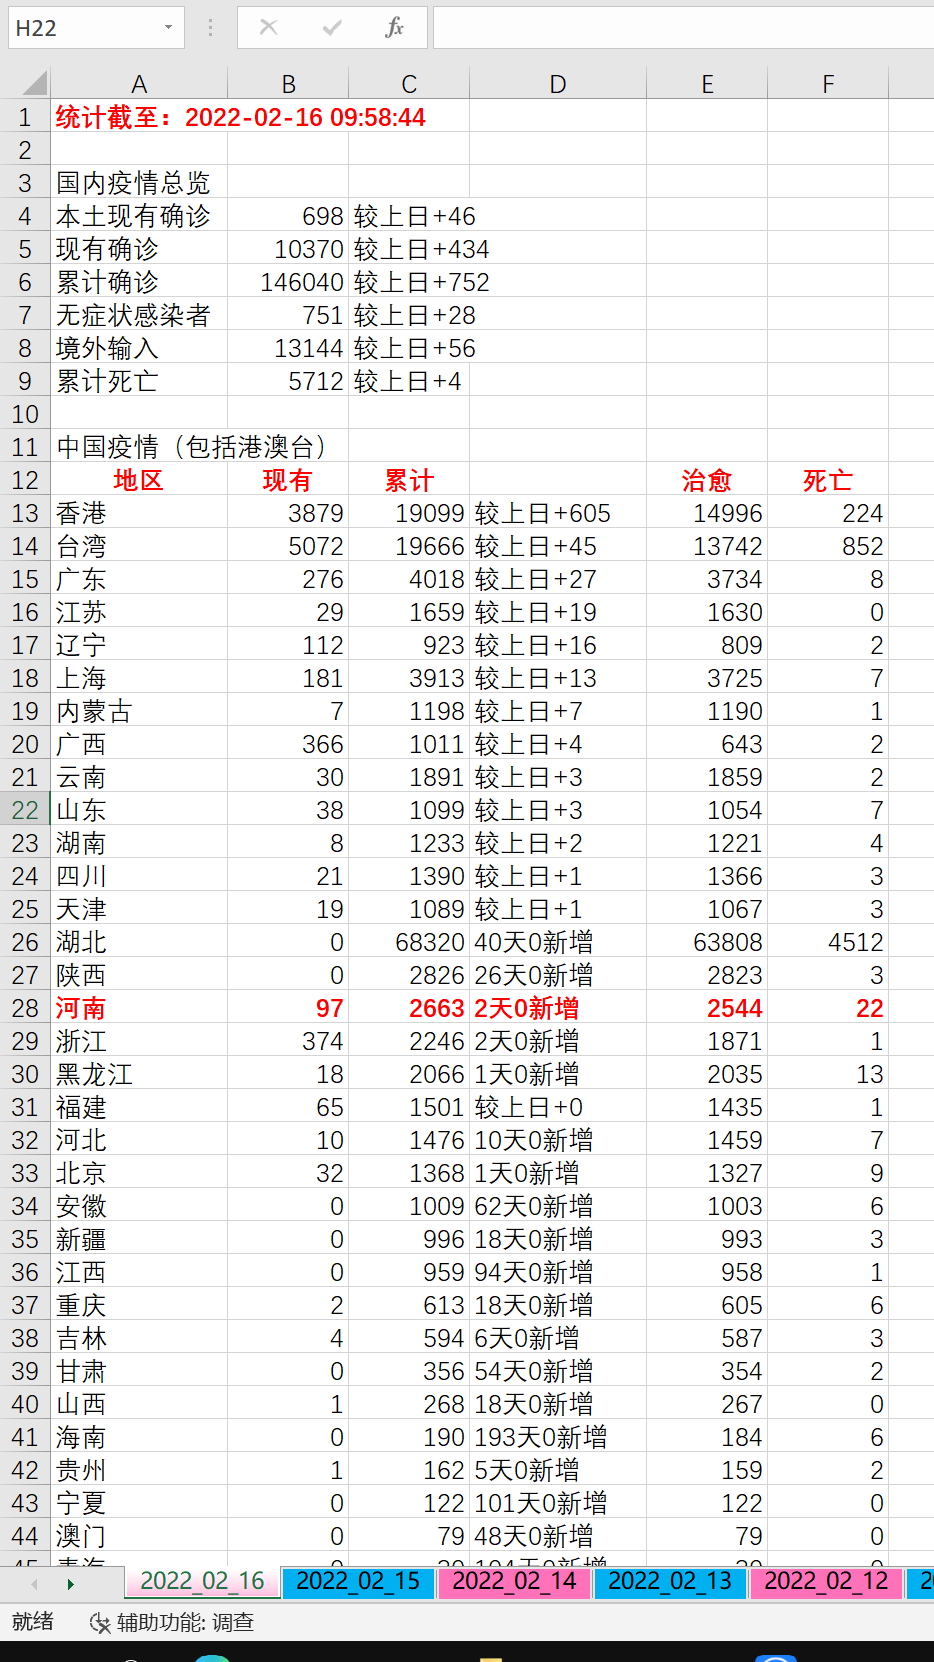 H22 fx
A B C D E F
1 统计截至：2022-02-16 09:58:44
2
3 国内疫情总览
4 本土现有确诊 698 较上日+46
5 现有确诊 10370 较上日+434
6 累计确诊 146040 较上日+752
7 无症状感染者 751 较上日+28
8 境外输入 13144 较上日+56
9 累计死亡 5712 较上日+4
10
11 中国疫情（包括港澳台）
12 地区 现有 累计 治愈 死亡
13 香港 3879 19099 较上日+605 14996 224
14 台湾 5072 19666 较上日+45 13742 852
15 广东 276 4018 较上日+27 3734 8
16 江苏 29 1659 较上日+19 1630 0
17 辽宁 112 923 较上日+16 809 2
18 上海 181 3913 较上日+13 3725 7
19 内蒙古 7 1198 较上日+7 1190 1
20 广西 366 1011 较上日+4 643 2
21 云南 30 1891 较上日+3 1859 2
22 山东 38 1099 较上日+3 1054 7
23 湖南 8 1233 较上日+2 1221 4
24 四川 21 1390 较上日+1 1366 3
25 天津 19 1089 较上日+1 1067 3
26 湖北 0 68320 40天0新增 63808 4512
27 陕西 0 2826 26天0新增 2823 3
28 河南 97 2663 2天0新增 2544 22
29 浙江 374 2246 2天0新增 1871 1
30 黑龙江 18 2066 1天0新增 2035 13
31 福建 65 1501 较上日+0 1435 1
32 河北 10 1476 10天0新增 1459 7
33 北京 32 1368 1天0新增 1327 9
34 安徽 0 1009 62天0新增 1003 6
35 新疆 0 996 18天0新增 993 3
36 江西 0 959 94天0新增 958 1
37 重庆 2 613 18天0新增 605 6
38 吉林 4 594 6天0新增 587 3
39 甘肃 0 356 54天0新增 354 2
40 山西 1 268 18天0新增 267 0
41 海南 0 190 193天0新增 184 6
42 贵州 1 162 5天0新增 159 2
43 宁夏 0 122 101天0新增 122 0
44 澳门 0 79 48天0新增 79 0
2022_02_16 2022_02_15 2022_02_14 2022_02_13 2022_02_12
就绪 辅助功能: 调查